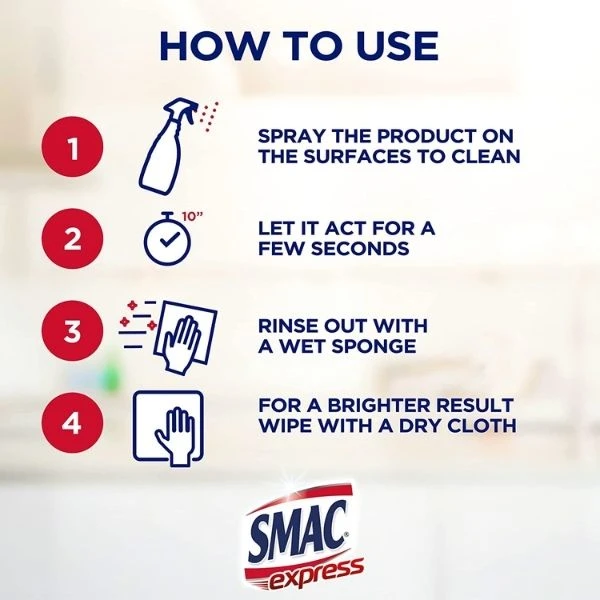 HOW TO USE
1
SPRAY THE PRODUCT ON
THE SURFACES TO CLEAN
2
10"
LET IT ACT FOR A
FEW SECONDS
3
RINSE OUT WITH
A WET SPONGE
4
FOR A BRIGHTER RESULT
WIPE WITH A DRY CLOTH
SMAC®
express